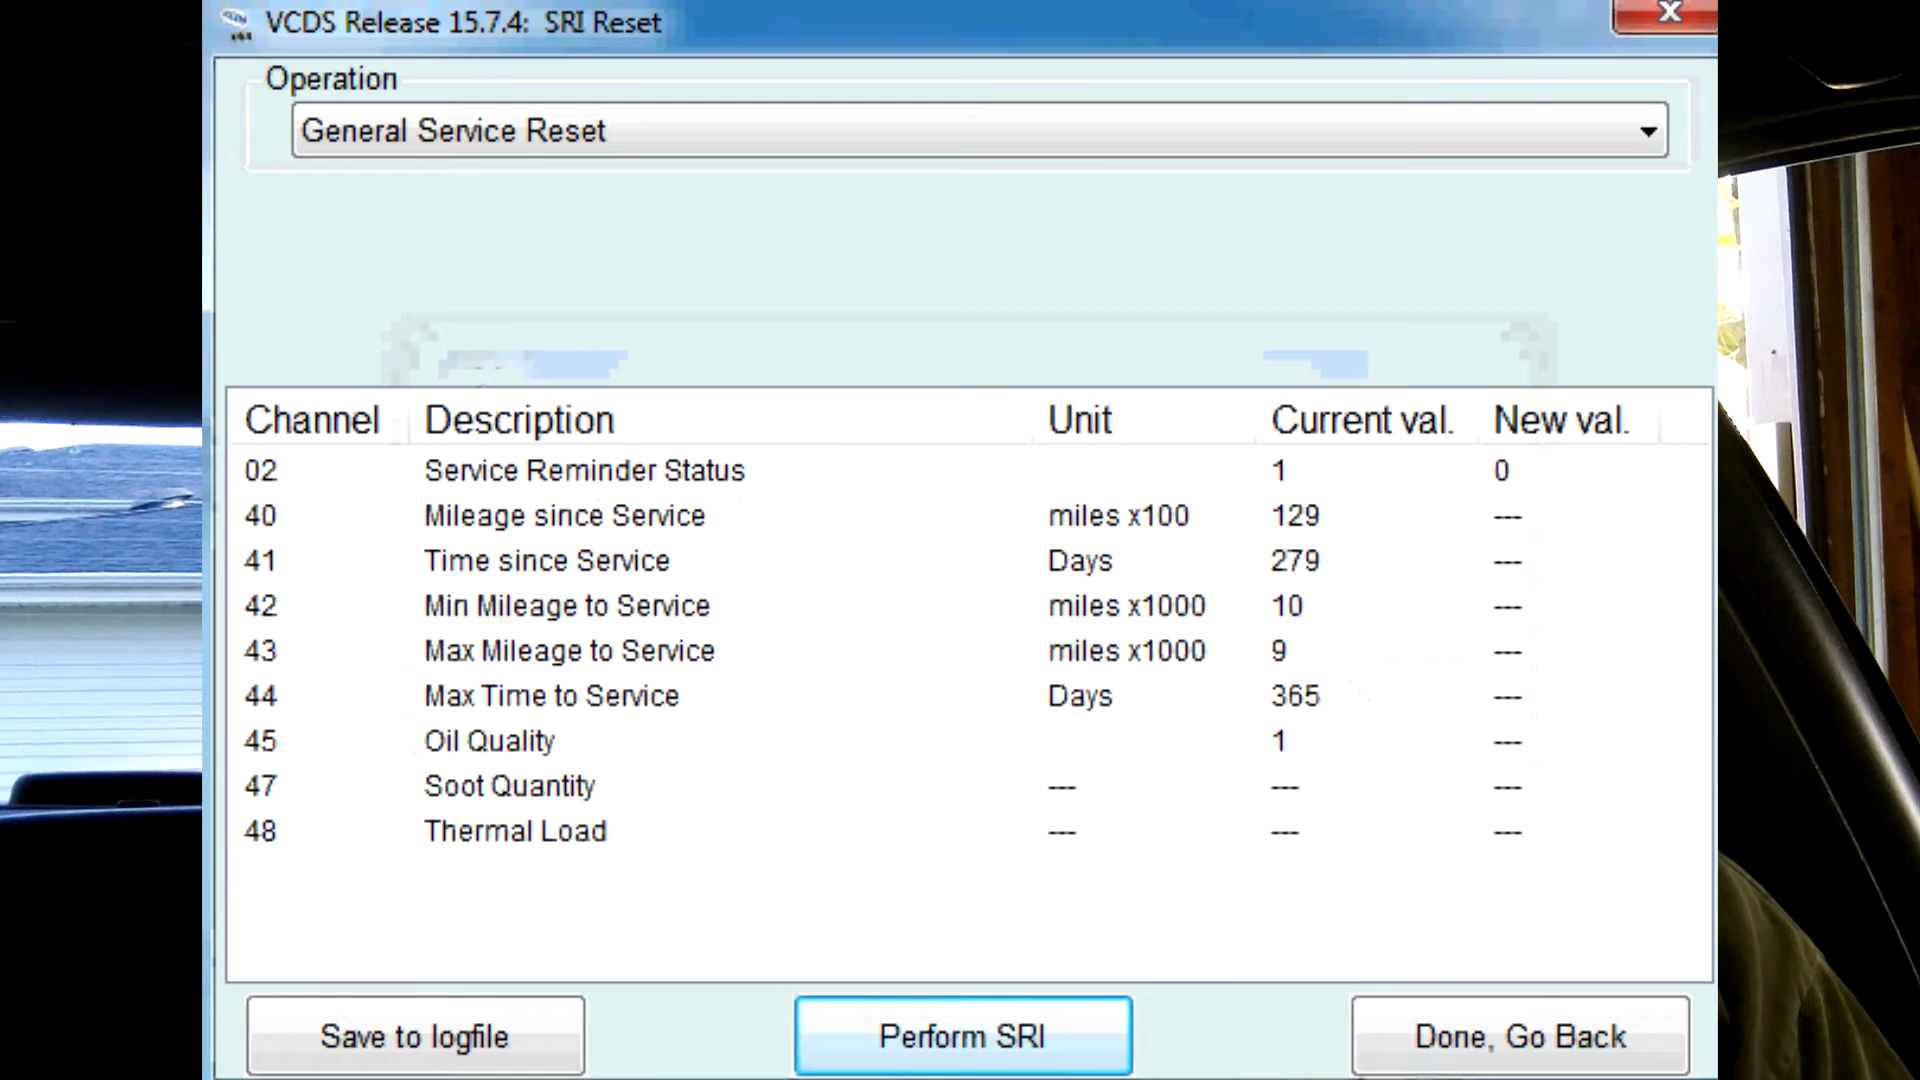 VCDS Release 15.7.4: SRI Reset
X
Operation
General Service Reset
Channel Description Unit Current val. New val.
02 Service Reminder Status 1 0
40 Mileage since Service miles x100 129 ---
41 Time since Service Days 279 ---
42 Min Mileage to Service miles x1000 10 ---
43 Max Mileage to Service miles x1000 9 ---
44 Max Time to Service Days 365 ---
45 Oil Quality 1 ---
47 Soot Quantity --- --- ---
48 Thermal Load --- --- ---
Save to logfile Perform SRI Done, Go Back